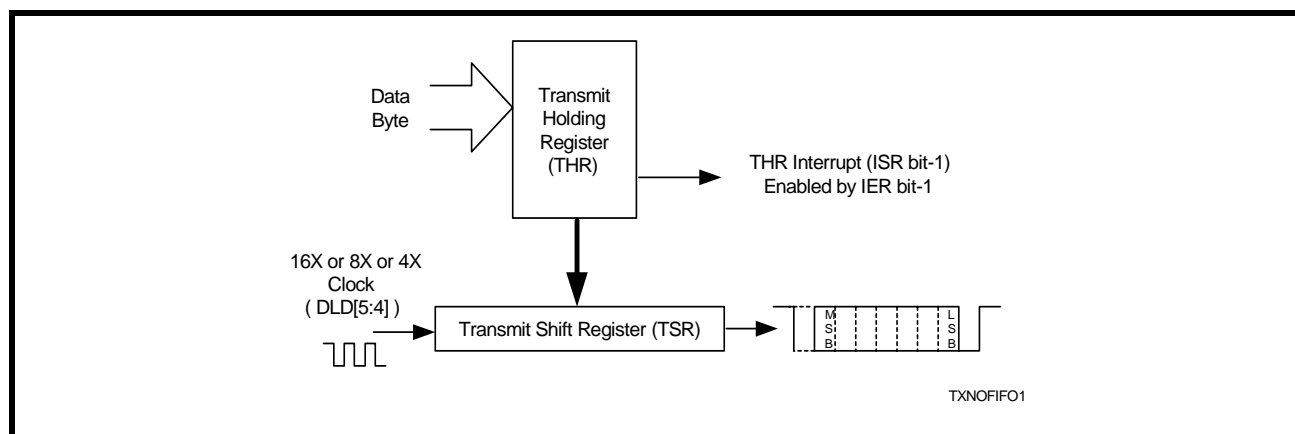 Data
Byte
Transmit
Holding
Register
(THR)
THR Interrupt (ISR bit-1)
Enabled by IER bit-1
16X or 8X or 4X
Clock
( DLD[5:4] )
Transmit Shift Register (TSR)
M
S
B
L
S
B
TXNOFIFO1